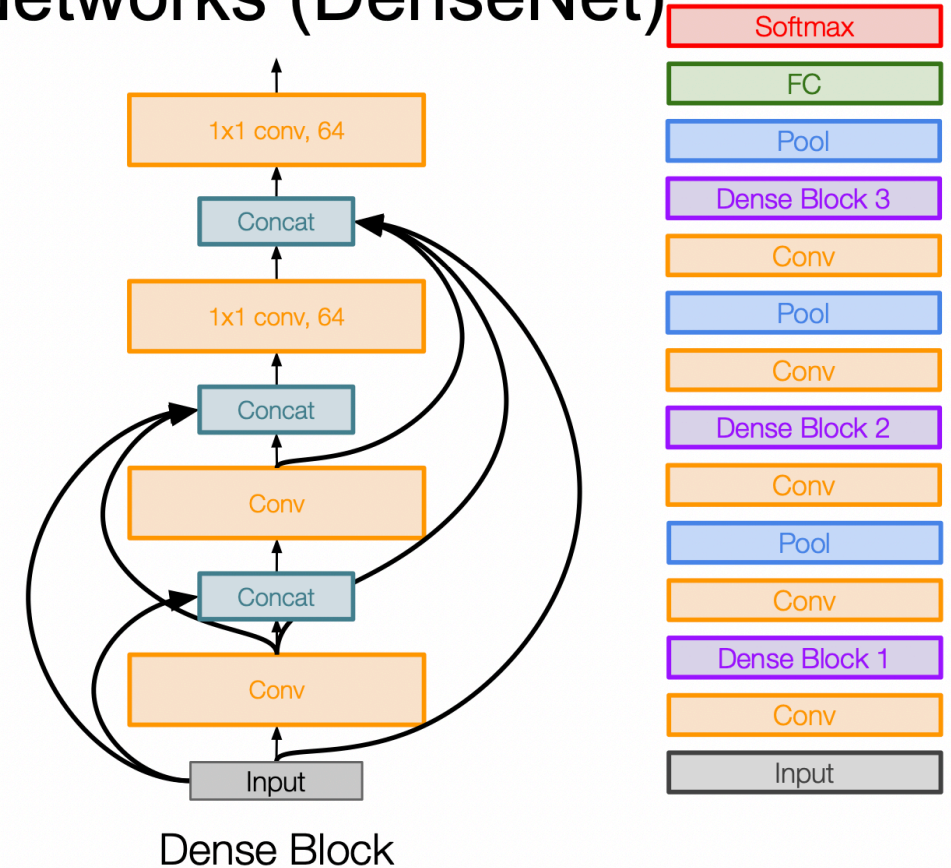 (DenseNet)
1x1 conv, 64
Concat
1x1 conv, 64
Concat
Conv
Concat
Conv
Input
Dense Block
Softmax
FC
Pool
Dense Block 3
Conv
Pool
Conv
Dense Block 2
Conv
Pool
Conv
Dense Block 1
Conv
Input